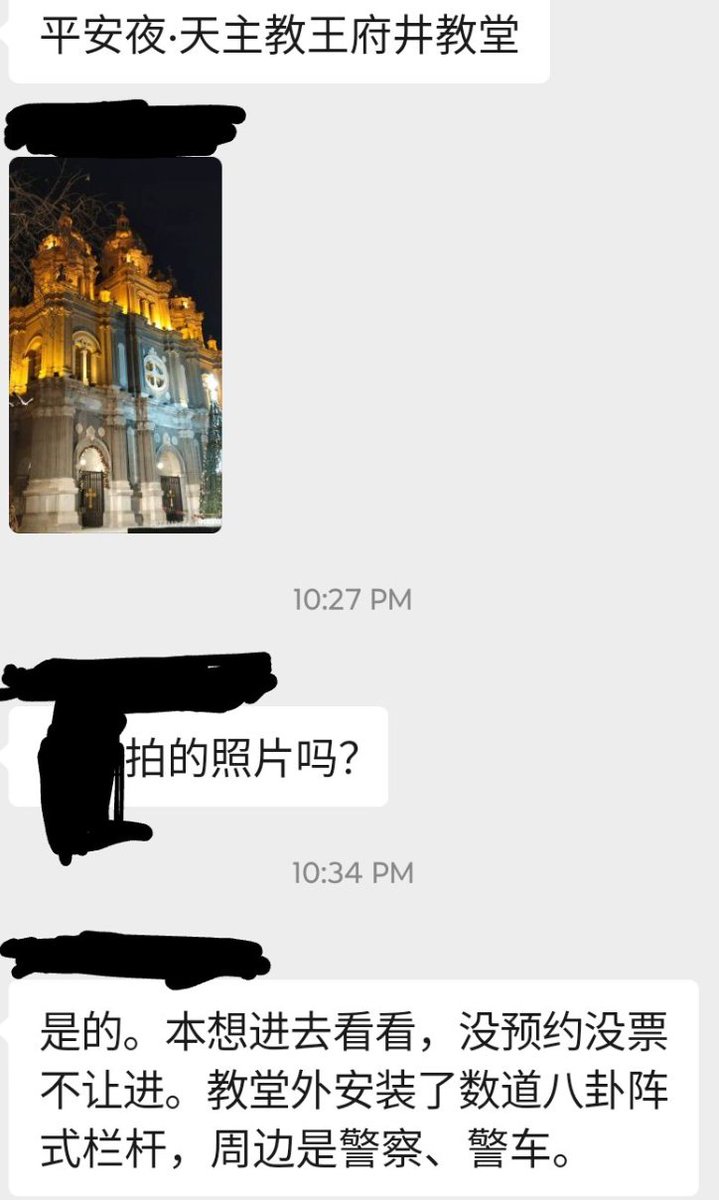 平安夜·天主教王府井教堂
10:27 PM
拍的照片吗？
10:34 PM
是的。本想进去看看，没预约没票
不让进。教堂外安装了数道八卦阵
式栏杆，周边是警察、警车。